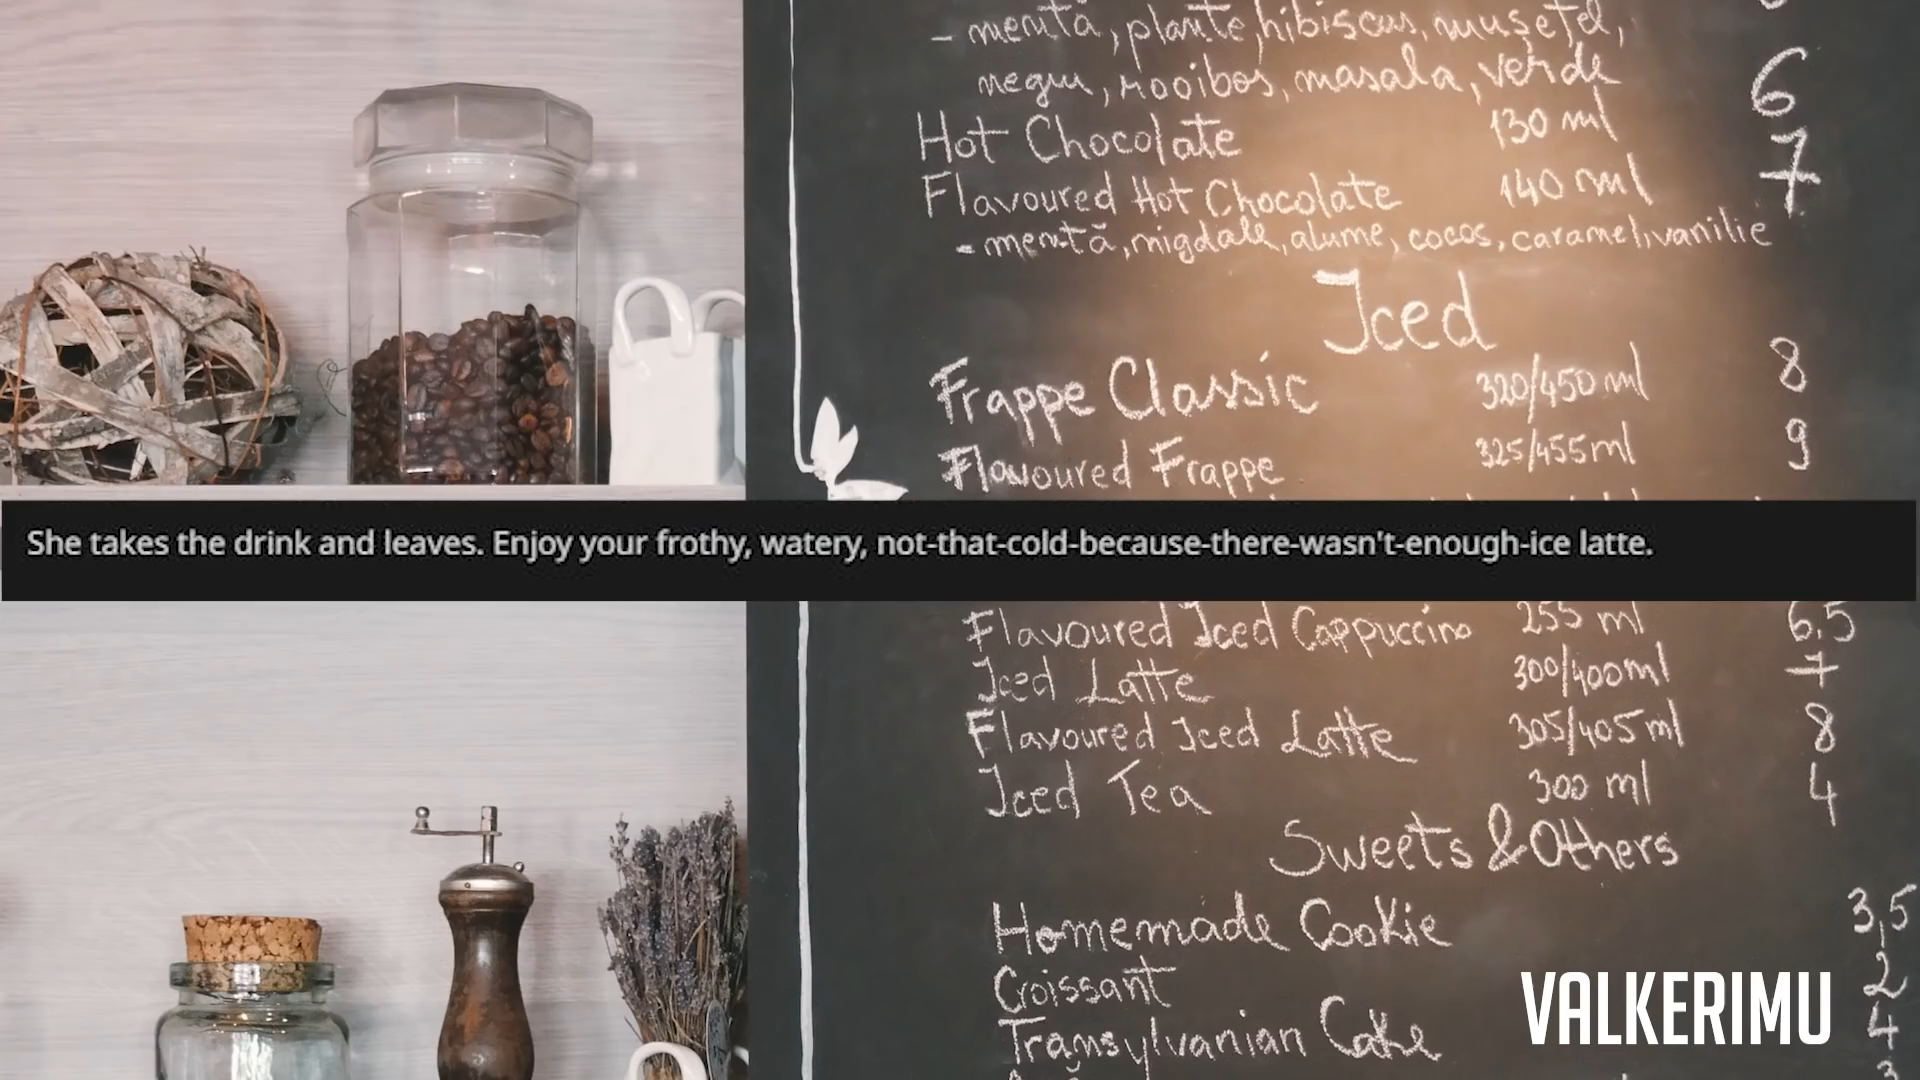 - mentă, plante, hibiscus, mușețel,
negru, rooibos, masala, verde
6
Hot Chocolate 130 ml
7
Flavoured Hot Chocolate 140 ml
- mentă, migdale, alune, cocos, caramel, vanilie
Iced
Frappe Classic 320/450 ml 8
Flavoured Frappe 325/455 ml 9
She takes the drink and leaves. Enjoy your frothy, watery, not-that-cold-because-there-wasn't-enough-ice latte.
Flavoured Iced Cappuccino 255 ml 6,5
Iced Latte 300/400 ml 7
Flavoured Iced Latte 305/405 ml 8
Iced Tea 300 ml 4
Sweets & Others
Homemade Cookie 3,5
Croissant 2
Transylvanian Cake 4
3
VALKERIMU